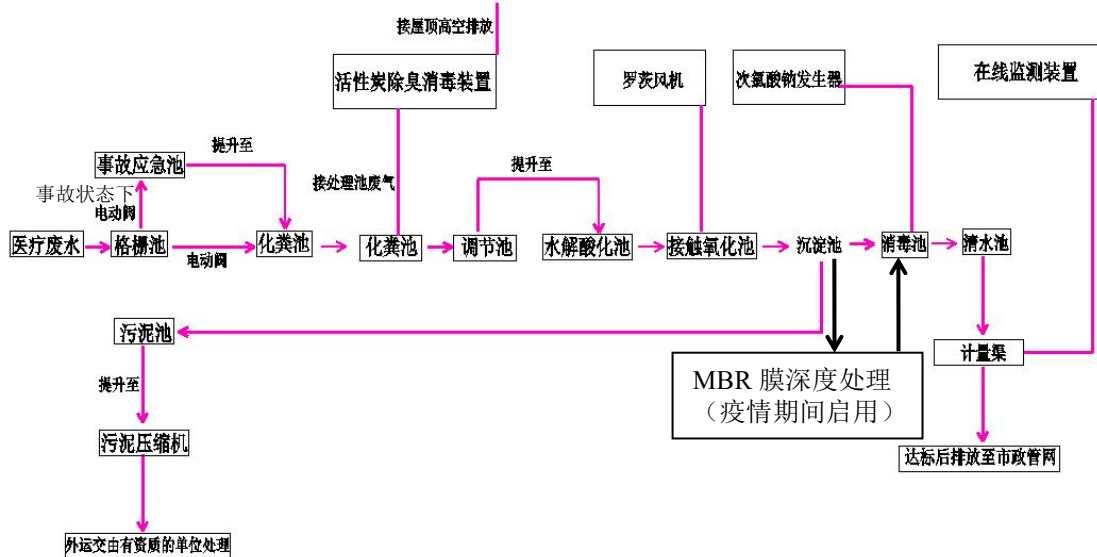 接屋顶高空排放
活性炭除臭消毒装置
罗茨风机
次氯酸钠发生器
在线监测装置
提升至
事故应急池
提升至
接处理池废气
事故状态下
电动阀
医疗废水
格栅池
电动阀
化粪池
化粪池
调节池
水解酸化池
接触氧化池
沉淀池
消毒池
清水池
污泥池
计量渠
提升至
MBR 膜深度处理
（疫情期间启用）
污泥压缩机
达标后排放至市政管网
外运交由有资质的单位处理